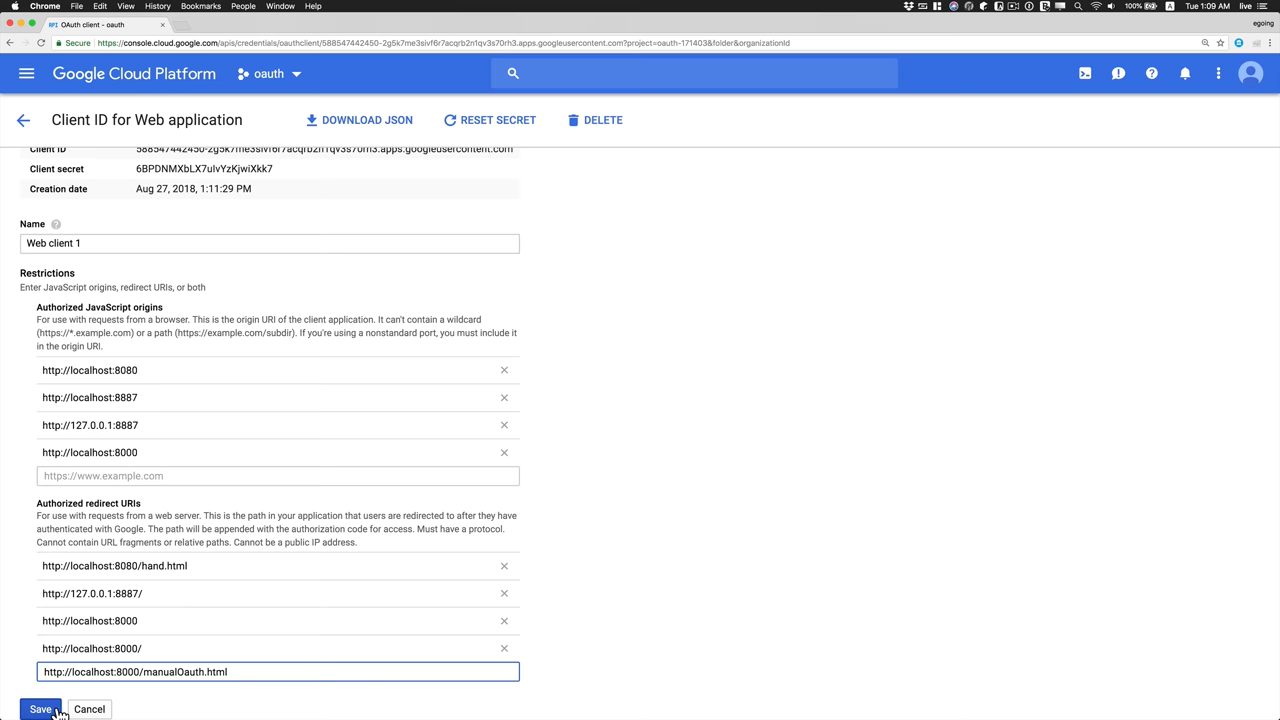 Chrome File Edit View History Bookmarks People Window Help
100% Tue 1:09 AM live
OAuth client - oauth
egoing
Secure https://console.cloud.google.com/apis/credentials/oauthclient/588547442450-2g5k7me3sivf6r7acqrb2n1qv3s70rh3.apps.googleusercontent.com?project=oauth-171403&folder&organizationId
Google Cloud Platform
oauth
Client ID for Web application
DOWNLOAD JSON
RESET SECRET
DELETE
Client ID 588547442450-2g5k7me3sivf6r7acqrb2n1qv3s70rh3.apps.googleusercontent.com
Client secret 6BPDNMXbLX7uIvYzKjwiXkk7
Creation date Aug 27, 2018, 1:11:29 PM
Name
Web client 1
Restrictions
Enter JavaScript origins, redirect URIs, or both
Authorized JavaScript origins
For use with requests from a browser. This is the origin URI of the client application. It can't contain a wildcard
(https://*.example.com) or a path (https://example.com/subdir). If you're using a nonstandard port, you must include it
in the origin URI.
http://localhost:8080
http://localhost:8887
http://127.0.0.1:8887
http://localhost:8000
https://www.example.com
Authorized redirect URIs
For use with requests from a web server. This is the path in your application that users are redirected to after they have
authenticated with Google. The path will be appended with the authorization code for access. Must have a protocol.
Cannot contain URL fragments or relative paths. Cannot be a public IP address.
http://localhost:8080/hand.html
http://127.0.0.1:8887/
http://localhost:8000
http://localhost:8000/
http://localhost:8000/manualOauth.html
Save
Cancel